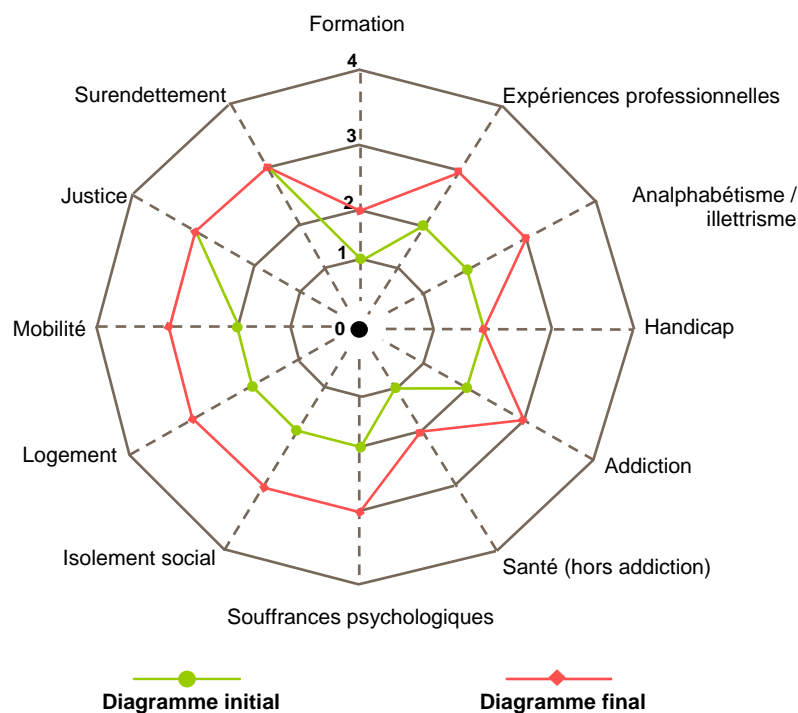 Formation
4
Surendettement
Expériences professionnelles
3
Justice
Analphabétisme /
illettrisme
2
1
Mobilité
0
Handicap
Logement
Addiction
Isolement social
Santé (hors addiction)
Souffrances psychologiques
Diagramme initial
Diagramme final